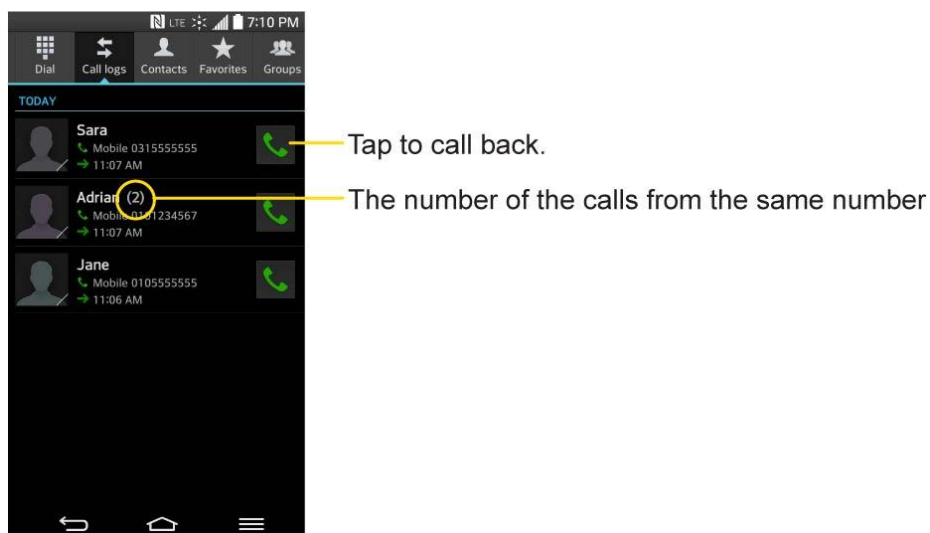 N LTE 7:10 PM
Dial Call logs Contacts Favorites Groups
TODAY
Sara
Mobile 0315555555
11:07 AM
Tap to call back.
Adrian (2)
Mobile 0101234567
11:07 AM
The number of the calls from the same number
Jane
Mobile 0105555555
11:06 AM